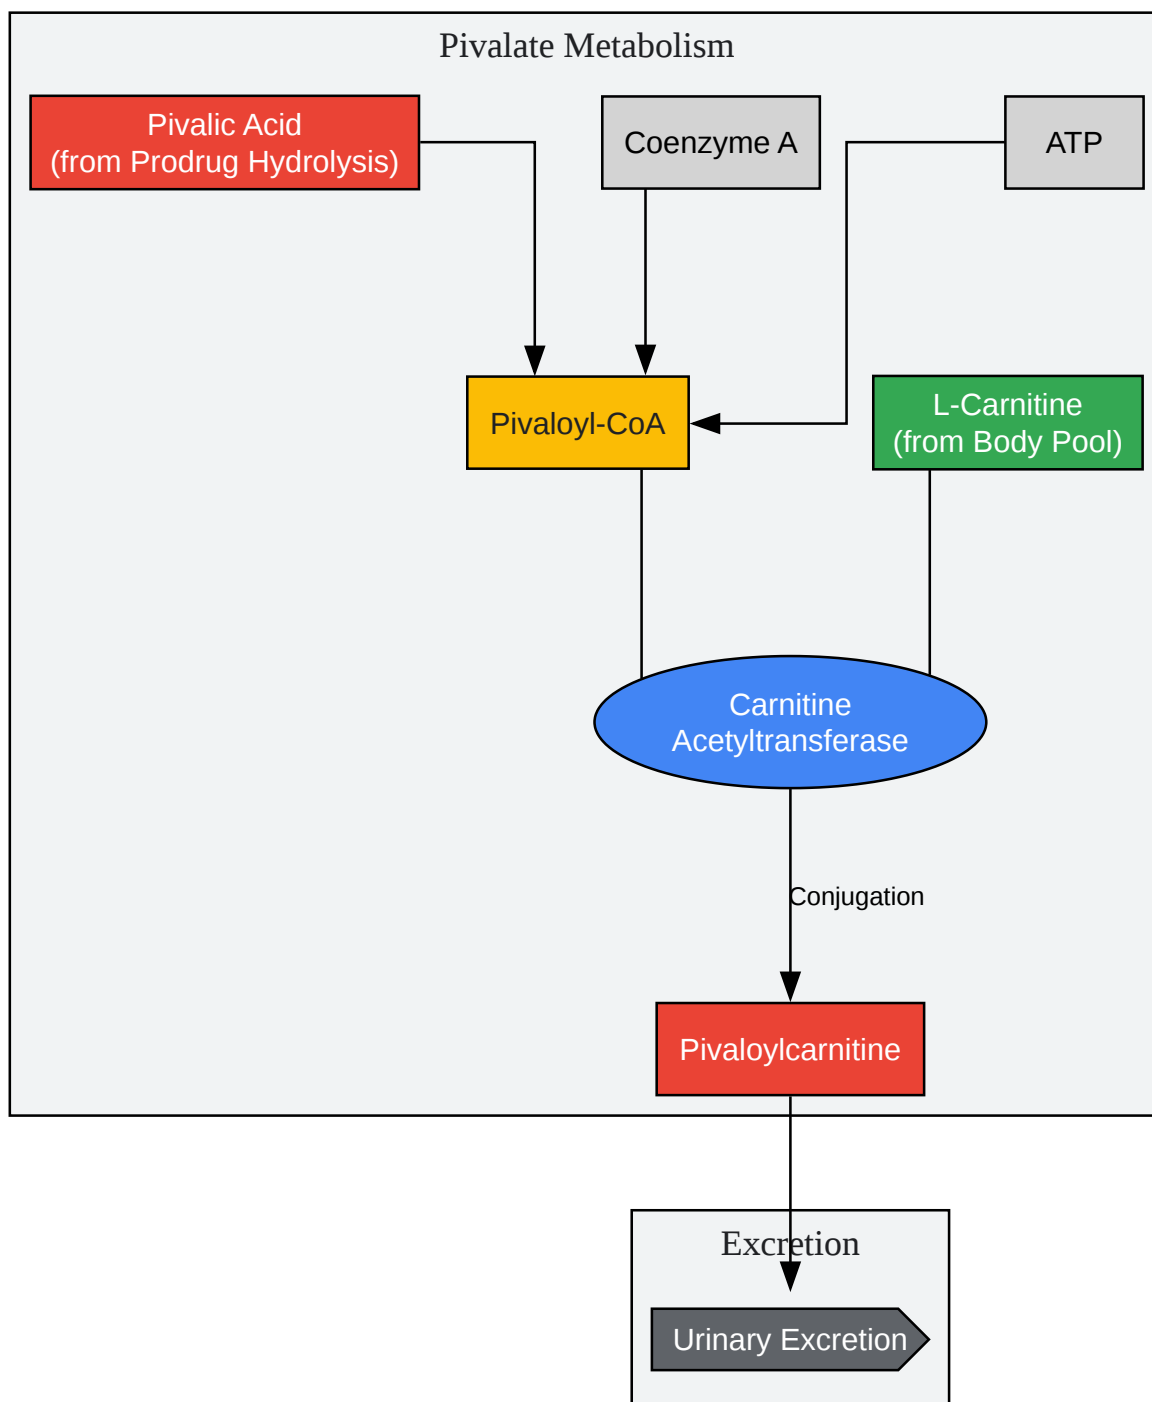 Pivalate Metabolism
Pivalic Acid
(from Prodrug Hydrolysis)
Coenzyme A
ATP
Pivaloyl-CoA
L-Carnitine
(from Body Pool)
Carnitine
Acetyltransferase
Conjugation
Pivaloylcarnitine
Excretion
Urinary Excretion